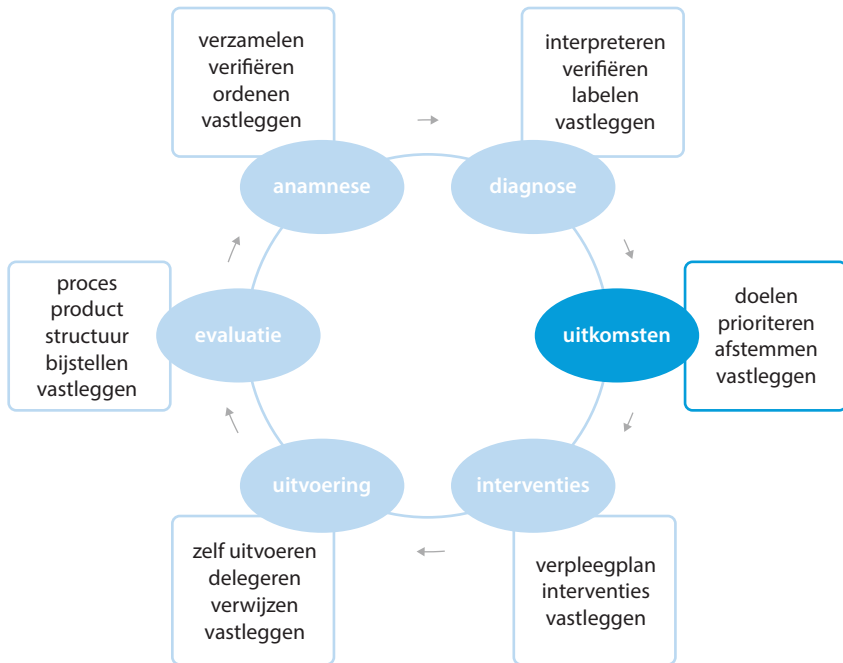 verzamelen
verifiëren
ordenen
vastleggen
anamnese
interpreteren
verifiëren
labelen
vastleggen
diagnose
doelen
prioriteren
afstemmen
vastleggen
uitkomsten
verpleegplan
interventies
vastleggen
interventies
zelf uitvoeren
delegeren
verwijzen
vastleggen
uitvoering
proces
product
structuur
bijstellen
vastleggen
evaluatie